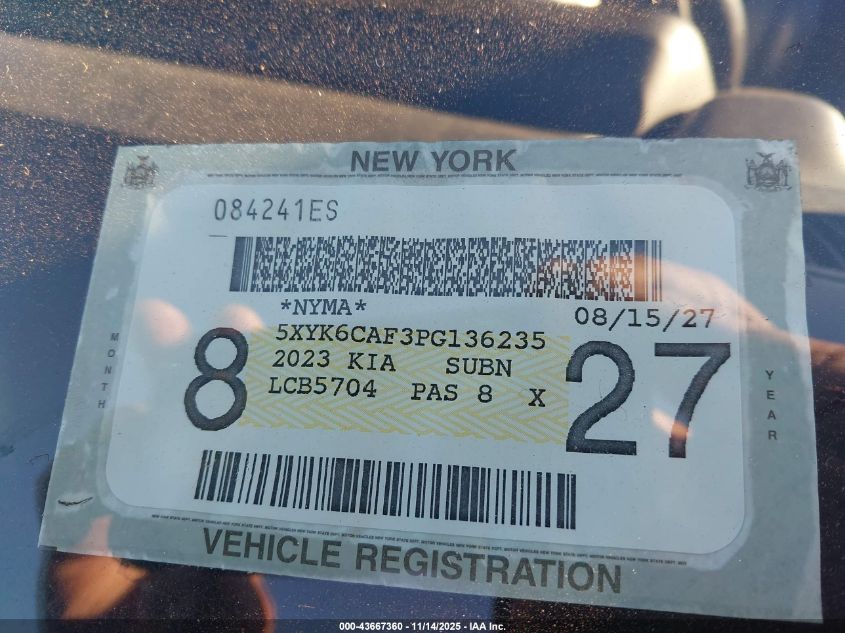 NEW YORK
084241ES
*NYMA*
08/15/27
5XYK6CAF3PG136235
2023 KIA SUBN
LCB5704 PAS 8 X
8
27
MONTH
YEAR
VEHICLE REGISTRATION
000-43667360 - 11/14/2025 - IAA Inc.